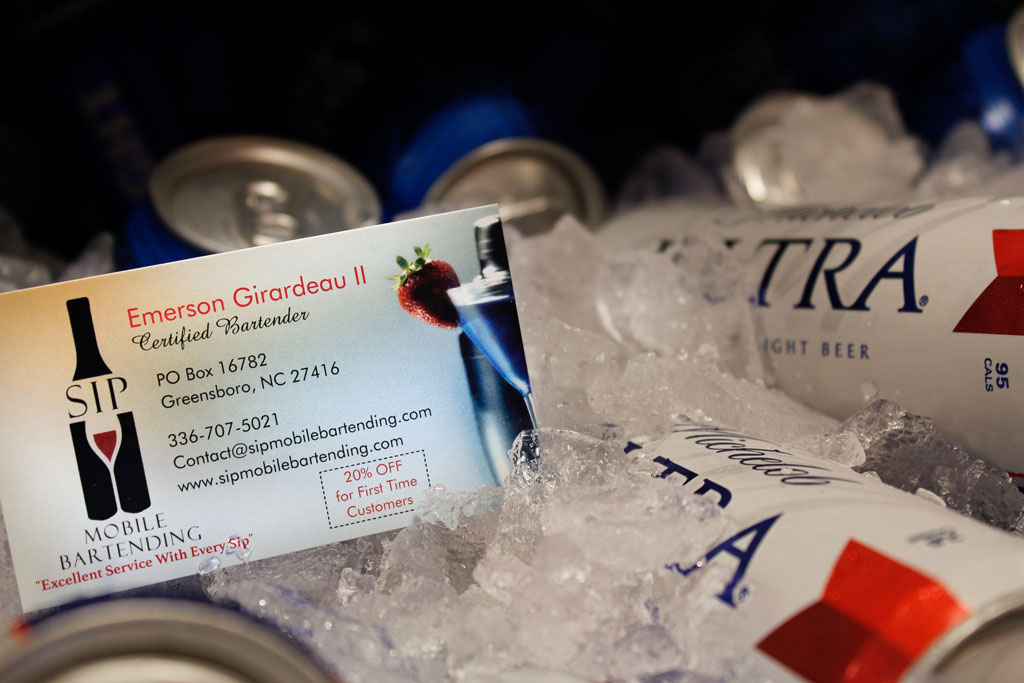 Emerson Girardeau II
Certified Bartender
PO Box 16782
Greensboro, NC 27416
336-707-5021
Contact@sipmobilebartending.com
www.sipmobilebartending.com
20% OFF
for First Time
Customers
SIP
MOBILE
BARTENDING
"Excellent Service With Every Sip"
TRA®
IGHT BEER
95
CALS
Michelob
TRA